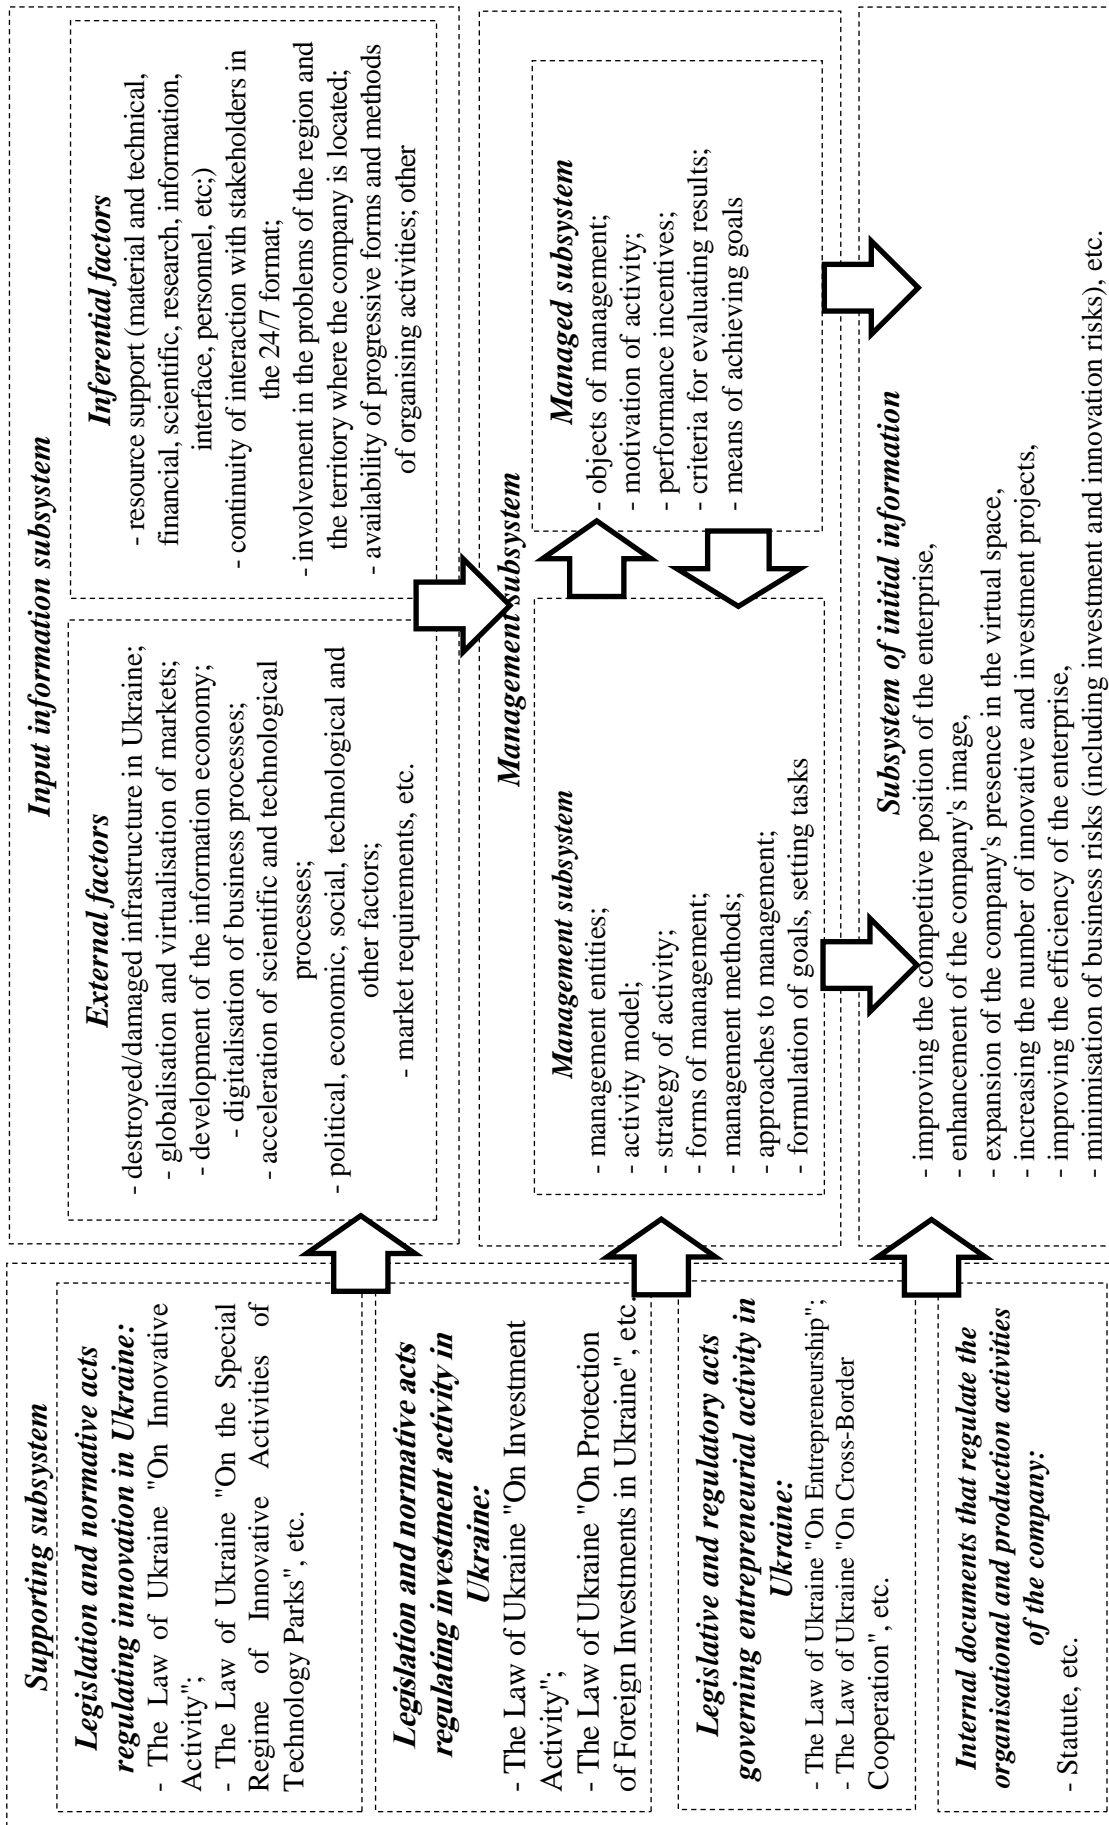 Supporting subsystem
Legislation and normative acts
regulating innovation in Ukraine:
- The Law of Ukraine "On Innovative
Activity";
- The Law of Ukraine "On the Special
Regime of Innovative Activities of
Technology Parks", etc.
Legislation and normative acts
regulating investment activity in
Ukraine:
- The Law of Ukraine "On Investment
Activity";
- The Law of Ukraine "On Protection
of Foreign Investments in Ukraine", etc.
Legislative and regulatory acts
governing entrepreneurial activity in
Ukraine:
- The Law of Ukraine "On Entrepreneurship";
- The Law of Ukraine "On Cross-Border
Cooperation", etc.
Internal documents that regulate the
organisational and production activities
of the company:
- Statute, etc.
Input information subsystem
External factors
- destroyed/damaged infrastructure in Ukraine;
- globalisation and virtualisation of markets;
- development of the information economy;
- digitalisation of business processes;
- acceleration of scientific and technological
processes;
- political, economic, social, technological and
other factors;
- market requirements, etc.
Inferential factors
- resource support (material and technical,
financial, scientific, research, information,
interface, personnel, etc;)
- continuity of interaction with stakeholders in
the 24/7 format;
- involvement in the problems of the region and
the territory where the company is located;
- availability of progressive forms and methods
of organising activities; other
Management subsystem
Management subsystem
- management entities;
- activity model;
- strategy of activity;
- forms of management;
- management methods;
- approaches to management;
- formulation of goals, seting tasks
Managed subsystem
- objects of management;
- motivation of activity;
- performance incentives;
- criteria for evaluating results;
- means of achieving goals
Subsystem of initial information
- improving the competitive position of the enterprise,
- enhancement of the company's image,
- expansion of the company's presence in the virtual space,
- increasing the number of innovative and investment projects,
- improving the efficiency of the enterprise,
- minimisation of business risks (including investment and innovation risks), etc.